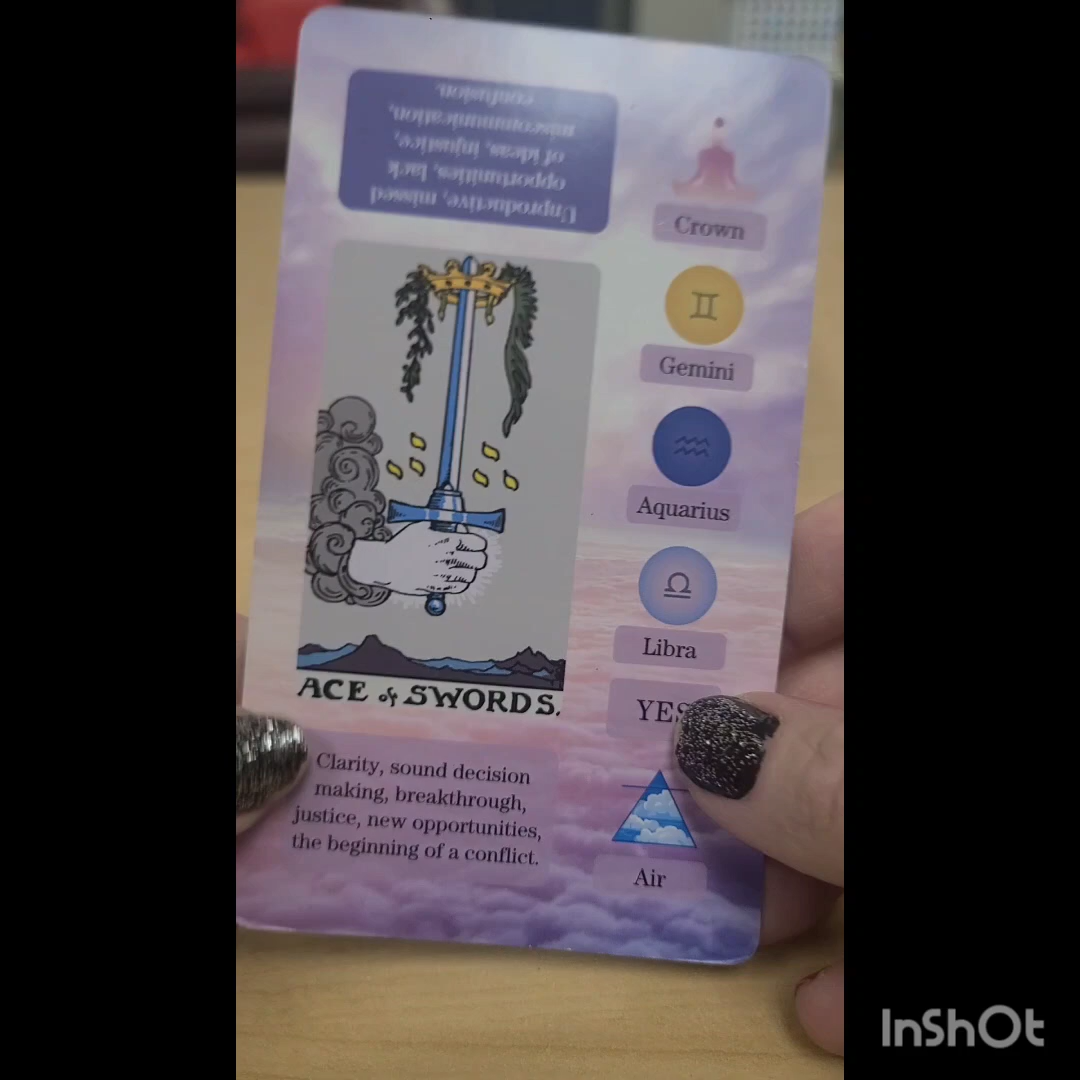 Unproductive, missed
opportunities, lack
of ideas, injustice,
miscommunication,
confusion.
Crown
Gemini
Aquarius
Libra
YES
Air
ACE of SWORDS.
Clarity, sound decision
making, breakthrough,
justice, new opportunities,
the beginning of a conflict.
InShOt